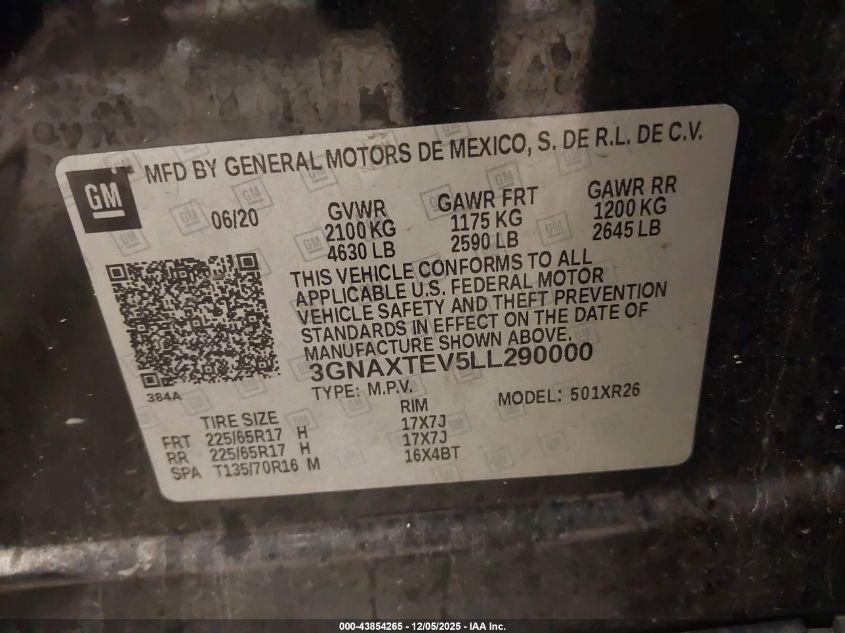 GM
MFD BY GENERAL MOTORS DE MEXICO, S. DE R.L. DE C.V.
06/20
GVWR
2100 KG
4630 LB
GAWR FRT
1175 KG
2590 LB
GAWR RR
1200 KG
2645 LB
THIS VEHICLE CONFORMS TO ALL
APPLICABLE U.S. FEDERAL MOTOR
VEHICLE SAFETY AND THEFT PREVENTION
STANDARDS IN EFFECT ON THE DATE OF
MANUFACTURE SHOWN ABOVE.
3GNAXTEV5LL290000
TYPE: M.P.V.
MODEL: 501XR26
384A
TIRE SIZE
RIM
FRT 225/65R17 H 17X7J
RR 225/65R17 H 17X7J
SPA T135/70R16 M 16X4BT
000-43854265 - 12/05/2025 - IAA Inc.